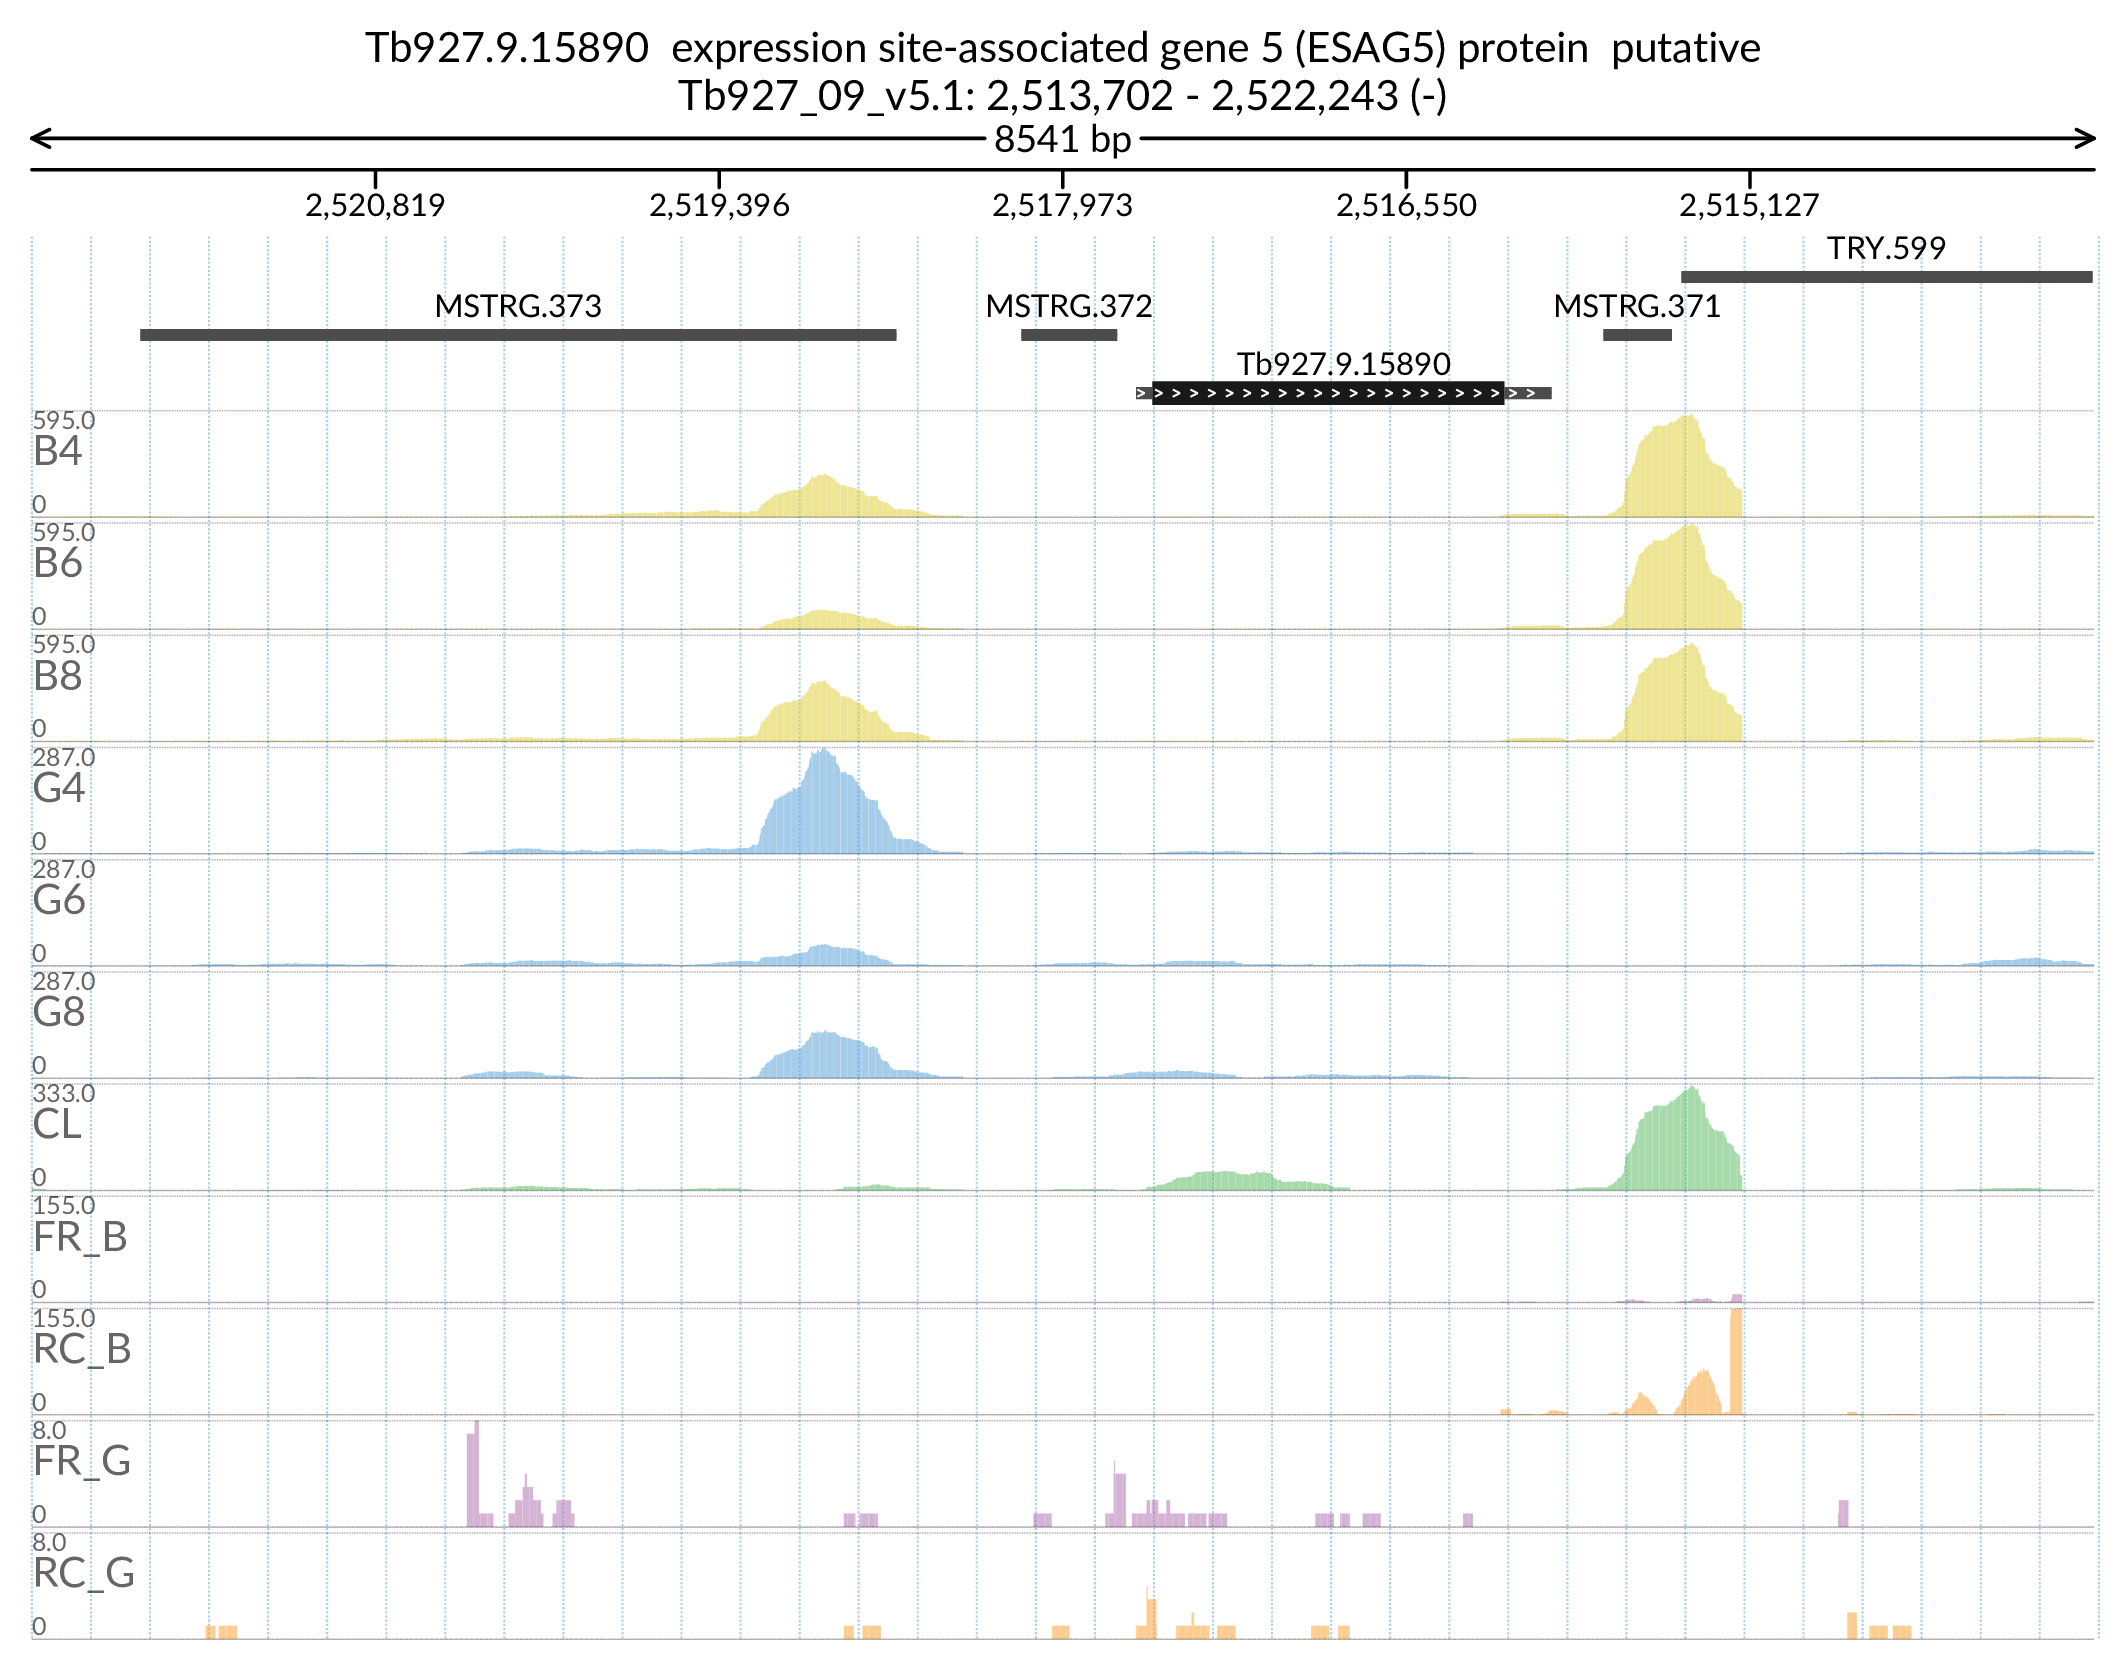 Tb927.9.15890  expression site-associated gene 5 (ESAG5) protein  putative
Tb927_09_v5.1: 2,513,702 - 2,522,243 (-)
8541 bp
2,520,819 2,519,396 2,517,973 2,516,550 2,515,127
TRY.599
MSTRG.373 MSTRG.372 MSTRG.371
Tb927.9.15890
595.0
B4
0
595.0
B6
0
595.0
B8
0
287.0
G4
0
287.0
G6
0
287.0
G8
0
333.0
CL
0
155.0
FR_B
0
155.0
RC_B
0
8.0
FR_G
0
8.0
RC_G
0